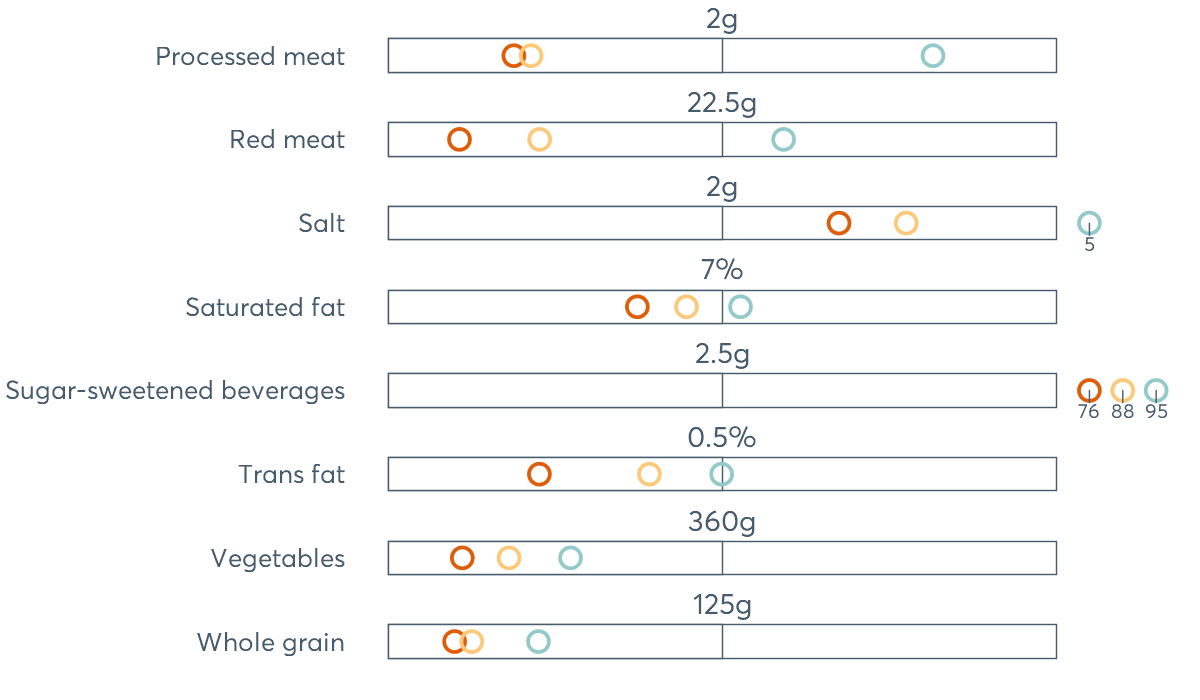 2g
Processed meat
22.5g
Red meat
2g
Salt
5
7%
Saturated fat
2.5g
Sugar-sweetened beverages
76 88 95
0.5%
Trans fat
360g
Vegetables
125g
Whole grain